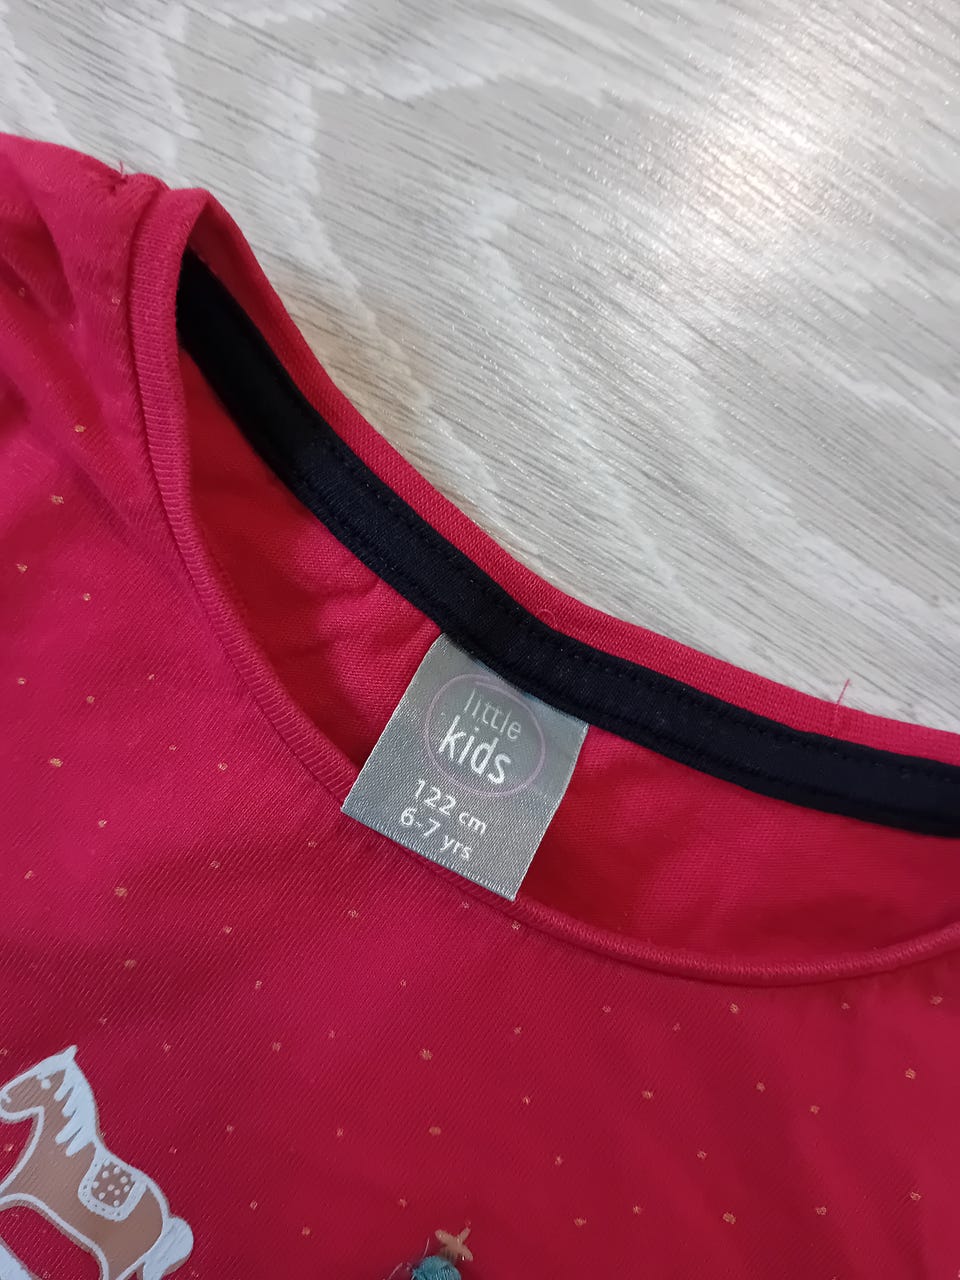 little
kids
122 cm
6-7 yrs